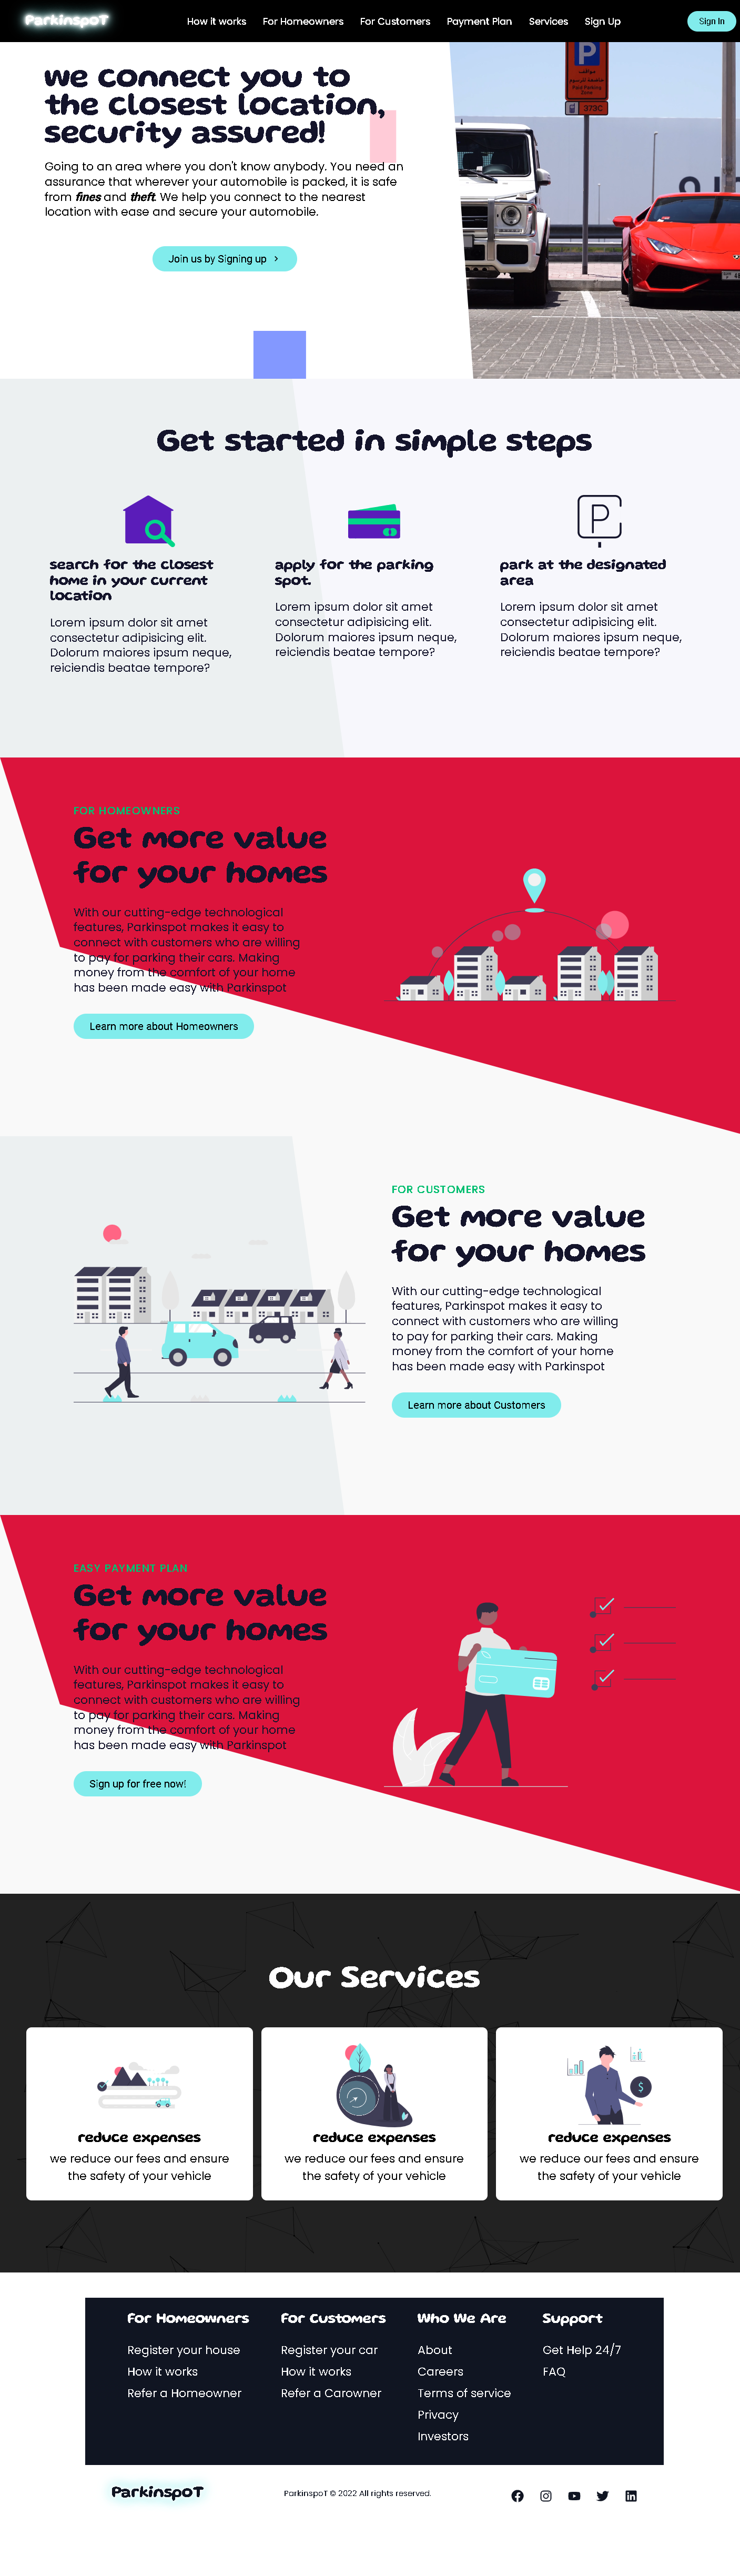 ParkinspoT
How it works
For Homeowners
For Customers
Payment Plan
Services
Sign Up
Sign In
we connect you to
the closest location,
security assured!
Going to an area where you don't know anybody. You need an
assurance that wherever your automobile is packed, it is safe
from fines and theft. We help you connect to the nearest
location with ease and secure your automobile.
Join us by Signing up
P
373C
Get started in simple steps
search for the closest
home in your current
location
Lorem ipsum dolor sit amet
consectetur adipisicing elit.
Dolorum maiores ipsum neque,
reiciendis beatae tempore?
apply for the parking
spot.
Lorem ipsum dolor sit amet
consectetur adipisicing elit.
Dolorum maiores ipsum neque,
reiciendis beatae tempore?
P
park at the designated
area
Lorem ipsum dolor sit amet
consectetur adipisicing elit.
Dolorum maiores ipsum neque,
reiciendis beatae tempore?
FOR HOMEOWNERS
Get more value
for your homes
With our cutting-edge technological
features, Parkinspot makes it easy to
connect with customers who are willing
to pay for parking their cars. Making
money from the comfort of your home
has been made easy with Parkinspot
Learn more about Homeowners
FOR CUSTOMERS
Get more value
for your homes
With our cutting-edge technological
features, Parkinspot makes it easy to
connect with customers who are willing
to pay for parking their cars. Making
money from the comfort of your home
has been made easy with Parkinspot
Learn more about Customers
EASY PAYMENT PLAN
Get more value
for your homes
With our cutting-edge technological
features, Parkinspot makes it easy to
connect with customers who are willing
to pay for parking their cars. Making
money from the comfort of your home
has been made easy with Parkinspot
Sign up for free now!
Our Services
reduce expenses
we reduce our fees and ensure
the safety of your vehicle
reduce expenses
we reduce our fees and ensure
the safety of your vehicle
$
reduce expenses
we reduce our fees and ensure
the safety of your vehicle
For Homeowners
Register your house
How it works
Refer a Homeowner
For Customers
Register your car
How it works
Refer a Carowner
Who We Are
About
Careers
Terms of service
Privacy
Investors
Support
Get Help 24/7
FAQ
ParkinspoT
ParkinspoT © 2022 All rights reserved.